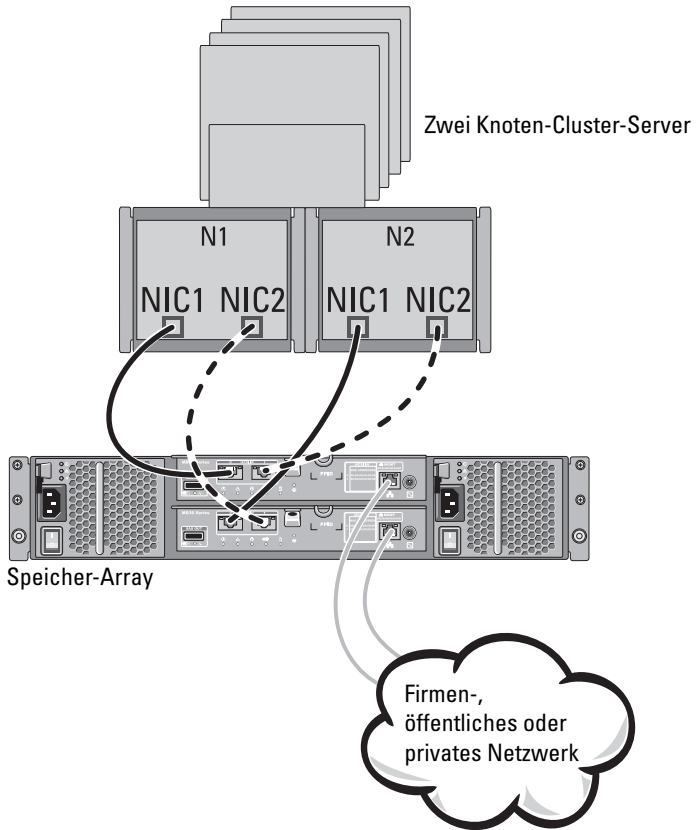 Zwei Knoten-Cluster-Server
N1
N2
NIC1 NIC2
NIC1 NIC2
Speicher-Array
Firmen-,
öffentliches oder
privates Netzwerk